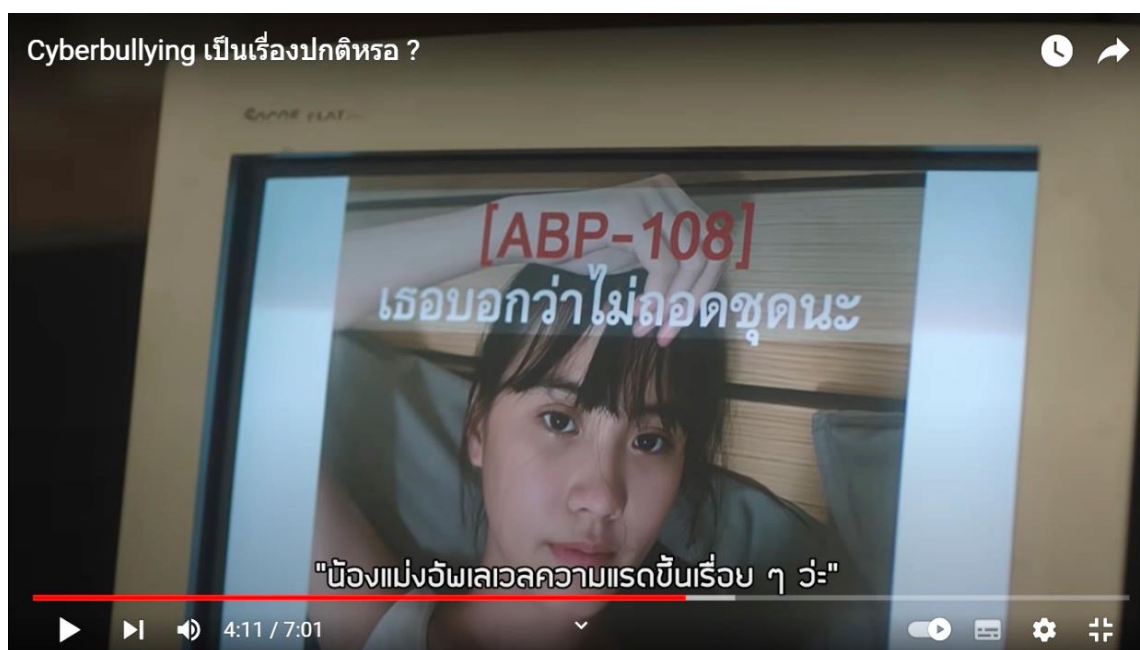 Cyberbullying เป็นเรื่องปกติหรอ ?
[ABP-108]
เธอบอกว่าไม่ถอดชุดนะ
"น้องแม่งอัพเลเวลความแรดขึ้นเรื่อย ๆ ว่ะ"
4:11 / 7:01